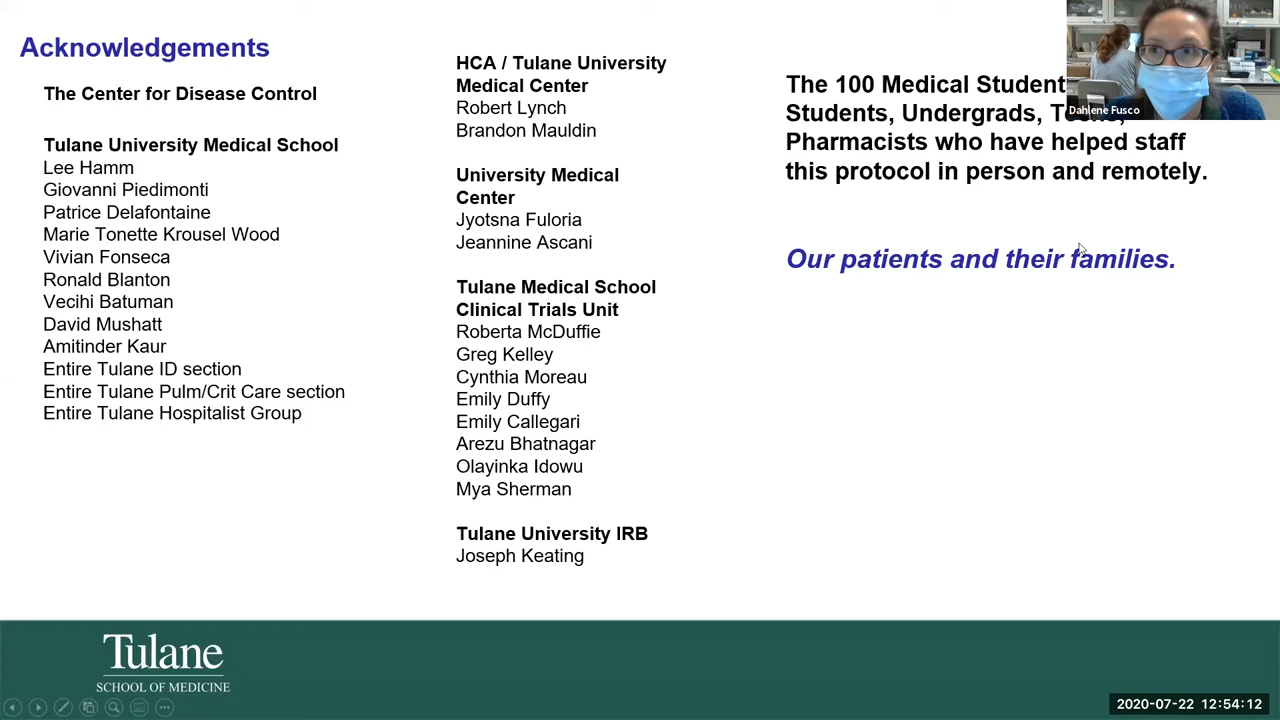 Acknowledgements
The Center for Disease Control
Tulane University Medical School
Lee Hamm
Giovanni Piedimonti
Patrice Delafontaine
Marie Tonette Krousel Wood
Vivian Fonseca
Ronald Blanton
Vecihi Batuman
David Mushatt
Amitinder Kaur
Entire Tulane ID section
Entire Tulane Pulm/Crit Care section
Entire Tulane Hospitalist Group
HCA / Tulane University
Medical Center
Robert Lynch
Brandon Mauldin
University Medical
Center
Jyotsna Fuloria
Jeannine Ascani
Tulane Medical School
Clinical Trials Unit
Roberta McDuffie
Greg Kelley
Cynthia Moreau
Emily Duffy
Emily Callegari
Arezu Bhatnagar
Olayinka Idowu
Mya Sherman
Tulane University IRB
Joseph Keating
The 100 Medical Student
Students, Undergrads,
Pharmacists who have helped staff
this protocol in person and remotely.
Our patients and their families.
Dahlene Fusco
Tulane
SCHOOL OF MEDICINE
2020-07-22 12:54:12